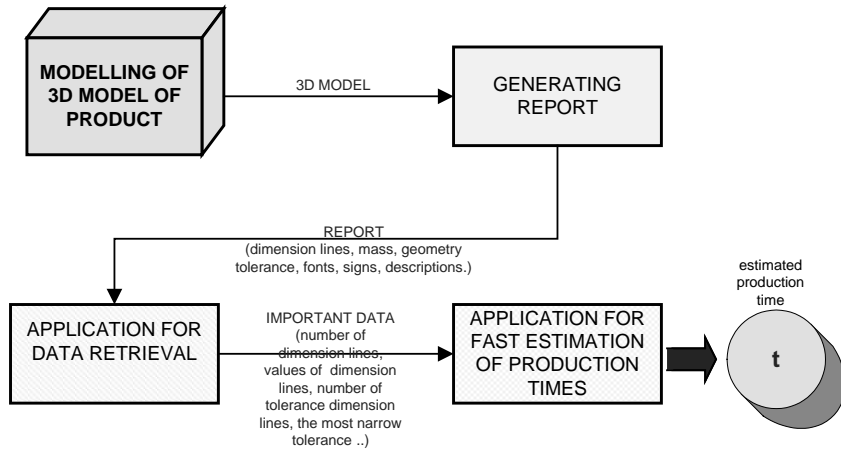 MODELLING OF
3D MODEL OF
PRODUCT
3D MODEL
GENERATING
REPORT
REPORT
(dimension lines, mass, geometry
tolerance, fonts, signs, descriptions.)
APPLICATION FOR
DATA RETRIEVAL
IMPORTANT DATA
(number of
dimension lines,
values of dimension
lines, number of
tolerance dimension
lines, the most narrow
tolerance ..)
APPLICATION FOR
FAST ESTIMATION
OF PRODUCTION
TIMES
estimated
production
time
t